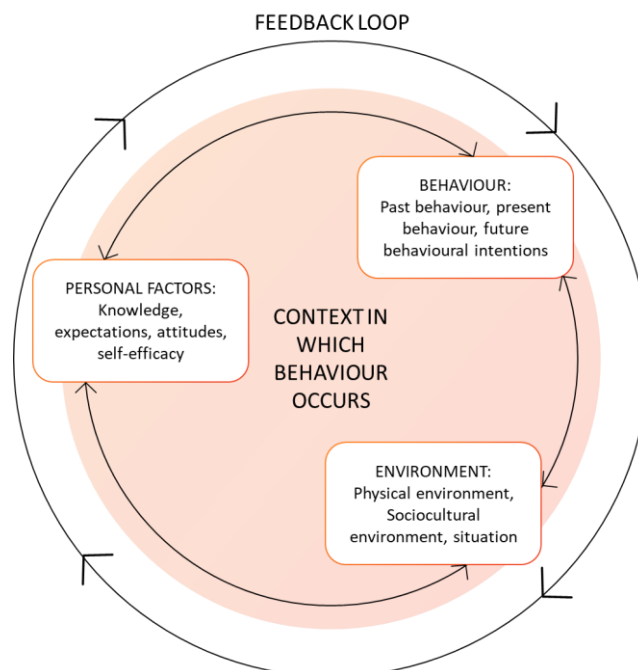 FEEDBACK LOOP
BEHAVIOUR:
Past behaviour, present
behaviour, future
behavioural intentions
PERSONAL FACTORS:
Knowledge,
expectations, attitudes,
self-efficacy
CONTEXT IN
WHICH
BEHAVIOUR
OCCURS
ENVIRONMENT:
Physical environment,
Sociocultural
environment, situation